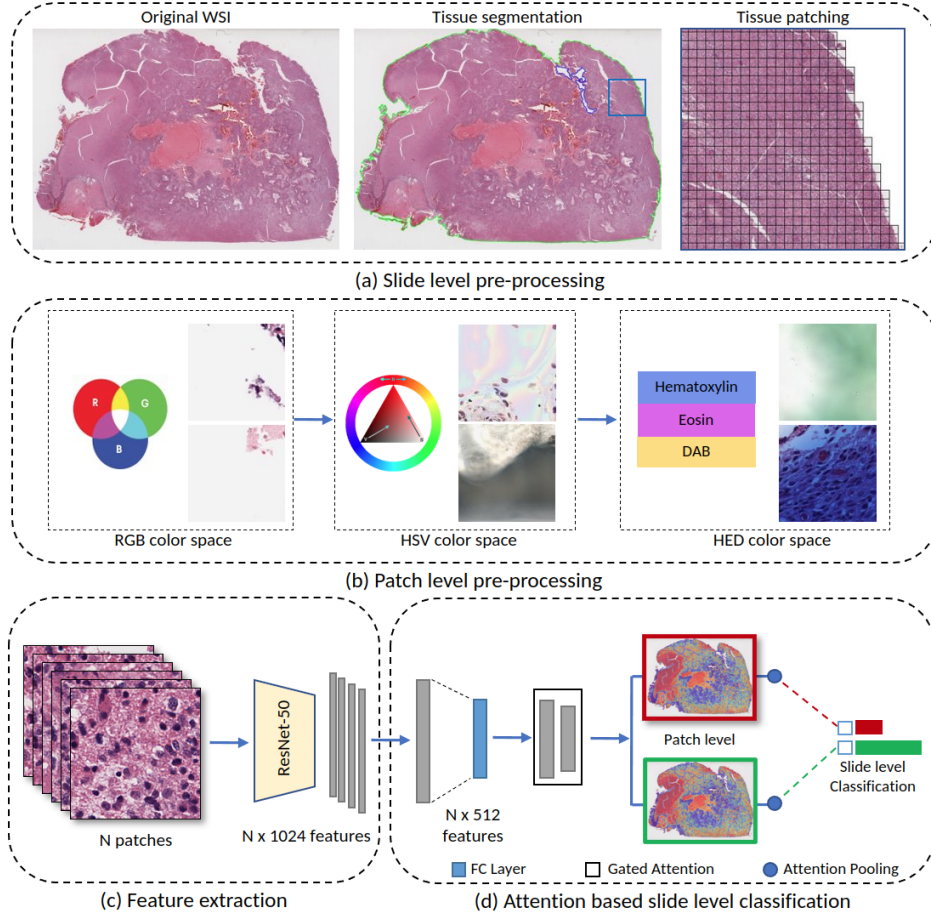 Original WSI
Tissue segmentation
Tissue patching
(a) Slide level pre-processing
R
G
B
Hematoxylin
Eosin
DAB
RGB color space
HSV color space
HED color space
(b) Patch level pre-processing
ResNet-50
N patches
N x 1024 features
N x 512
features
Patch level
Slide level
Classification
FC Layer
Gated Attention
Attention Pooling
(c) Feature extraction
(d) Attention based slide level classification